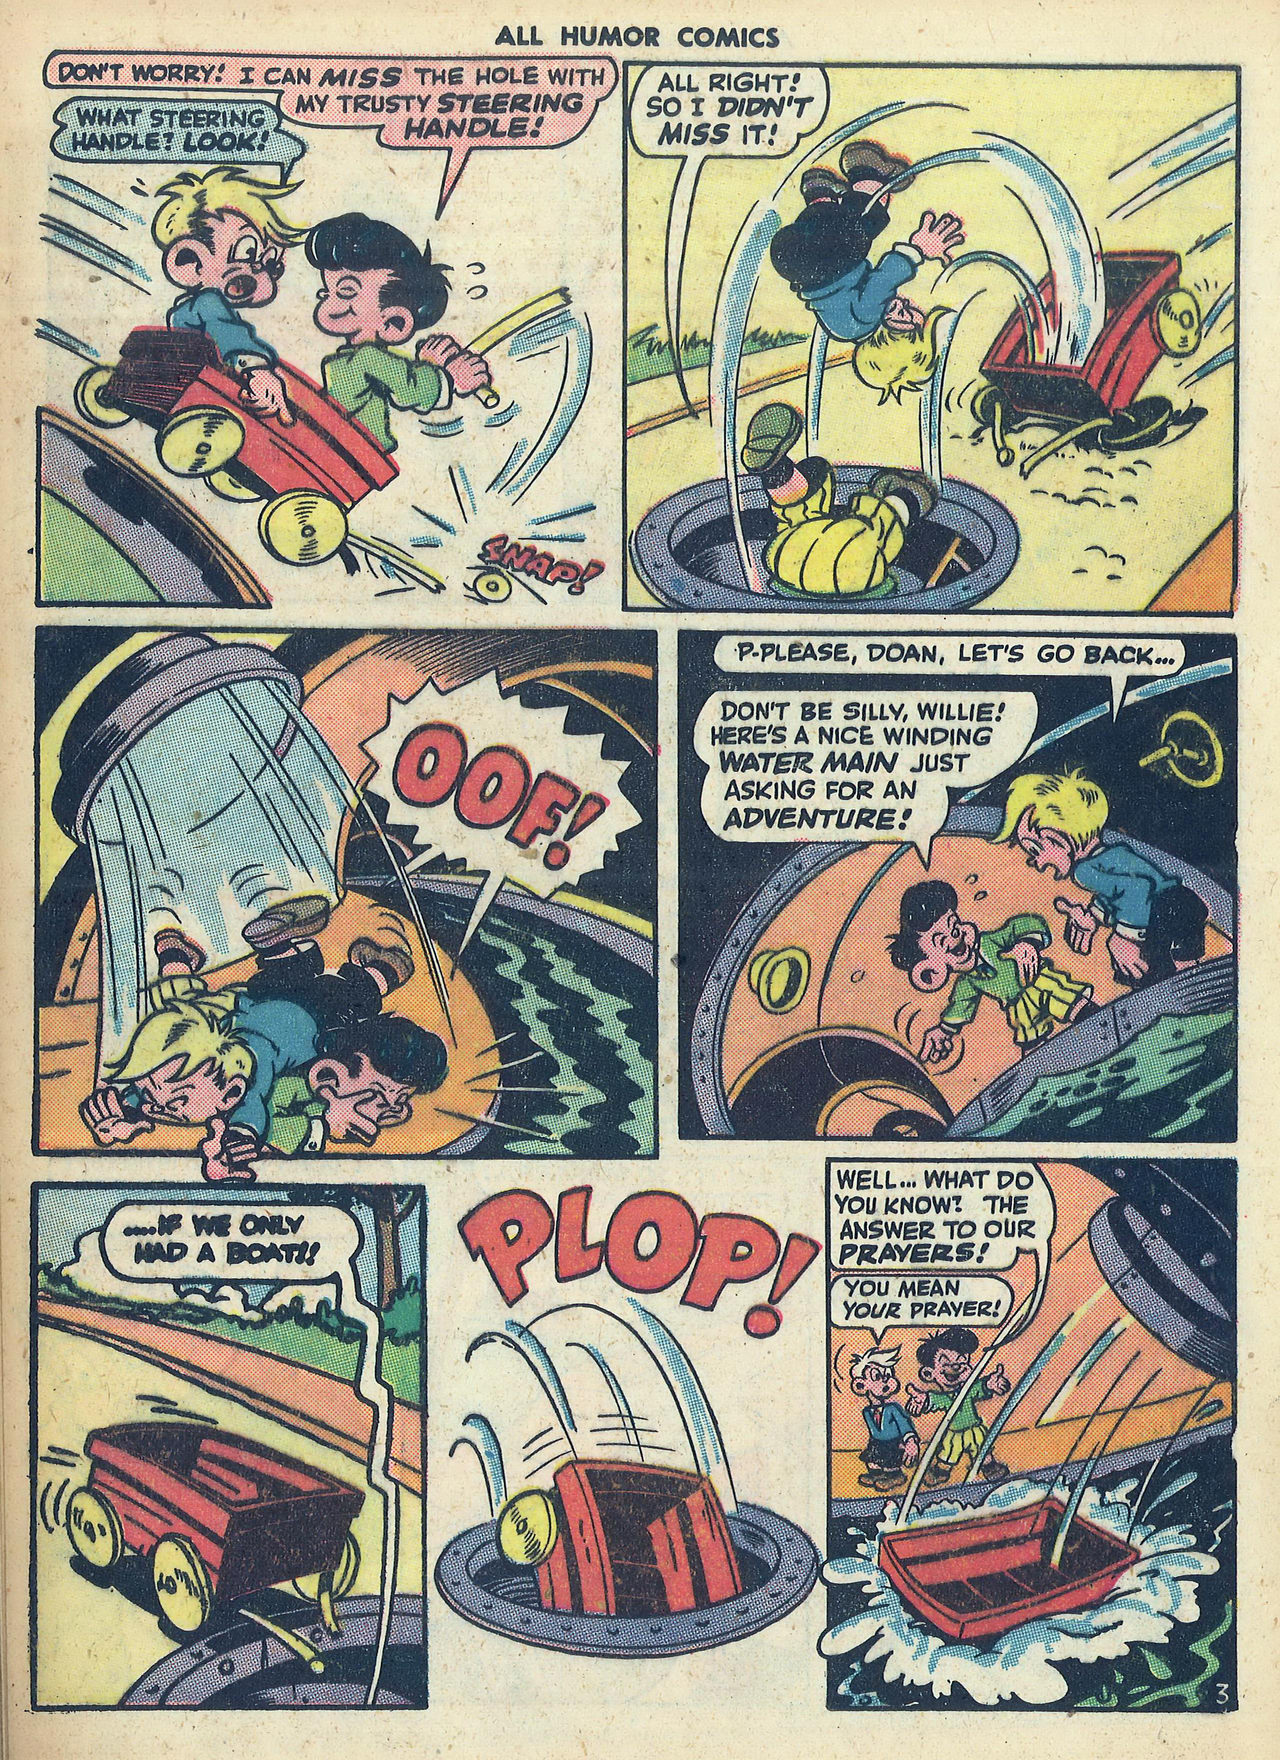 ALL HUMOR COMICS
DON'T WORRY! I CAN MISS THE HOLE WITH
MY TRUSTY STEERING
HANDLE!
WHAT STEERING
HANDLE? LOOK!
SNAP!
ALL RIGHT!
SO I DIDN'T
MISS IT!
OOF!
P-PLEASE, DOAN, LET'S GO BACK...
DON'T BE SILLY, WILLIE!
HERE'S A NICE WINDING
WATER MAIN JUST
ASKING FOR AN
ADVENTURE!
....IF WE ONLY
HAD A BOAT!!
PLOP!
WELL... WHAT DO
YOU KNOW? THE
ANSWER TO OUR
PRAYERS!
YOU MEAN
YOUR PRAYER!
3